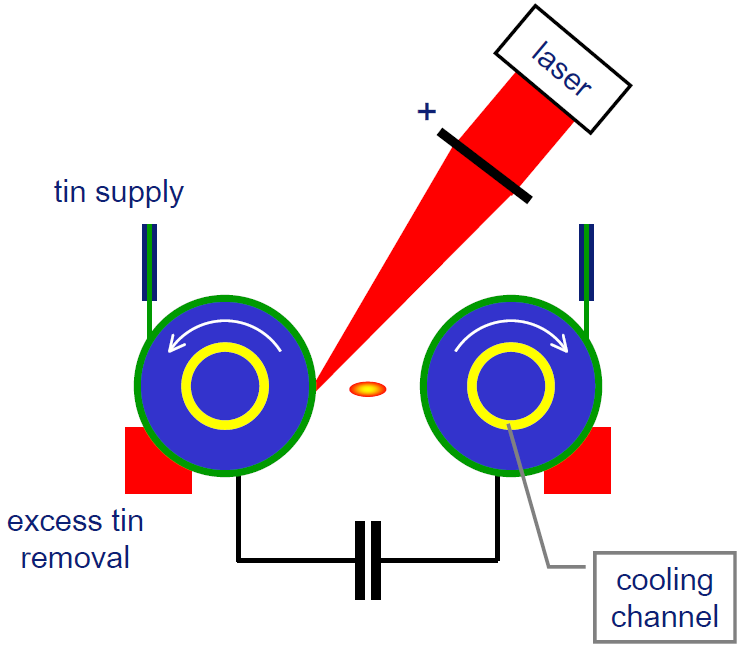 laser
+
tin supply
excess tin
removal
cooling
channel